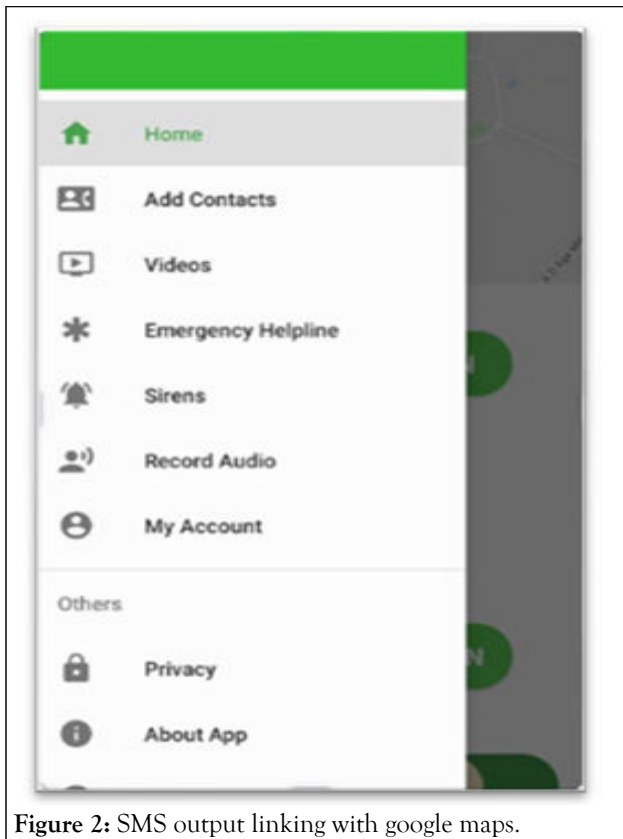 Home
Add Contacts
Videos
Emergency Helpline
Sirens
Record Audio
My Account
Others
Privacy
About App
N
N
Figure 2: SMS output linking with google maps.